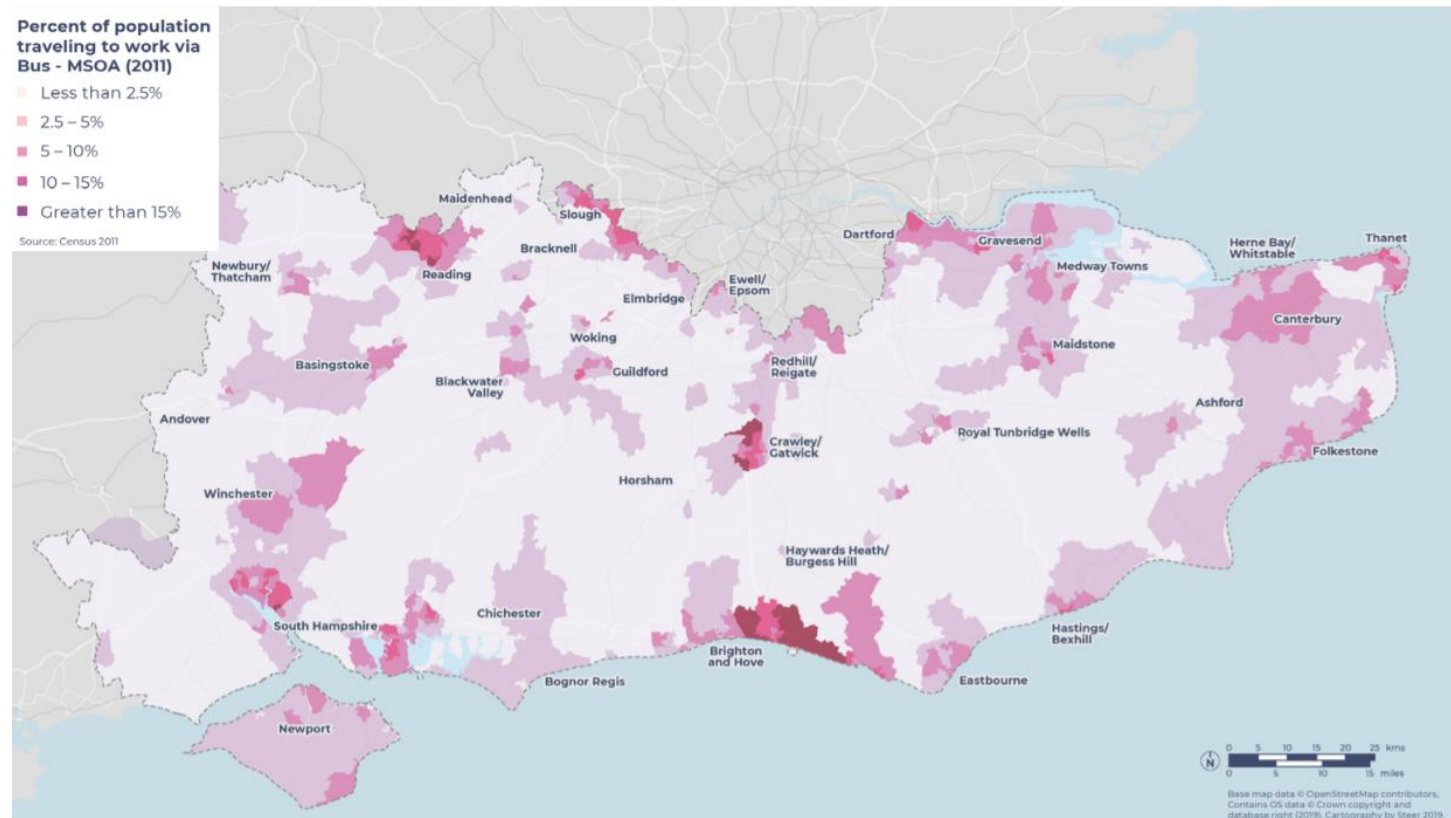 Percent of population
traveling to work via
Bus - MSOA (2011)
Less than 2.5%
2.5 – 5%
5 – 10%
10 – 15%
Greater than 15%
Source: Census 2011
Maidenhead
Slough
Bracknell
Reading
Newbury/
Thatcham
Elmbridge
Ewell/
Epsom
Dartford
Gravesend
Medway Towns
Herne Bay/
Whitstable
Thanet
Canterbury
Woking
Basingstoke
Blackwater
Valley
Guildford
Redhill/
Reigate
Maidstone
Andover
Ashford
Crawley/
Gatwick
Royal Tunbridge Wells
Folkestone
Horsham
Winchester
Haywards Heath/
Burgess Hill
South Hampshire
Chichester
Brighton
and Hove
Hastings/
Bexhill
Bognor Regis
Eastbourne
Newport
N
0 5 10 15 20 25 kms
0 5 10 15 miles
Base map data © OpenStreetMap contributors,
Contains OS data © Crown copyright and
database right (2019). Cartography by Steer 2019.